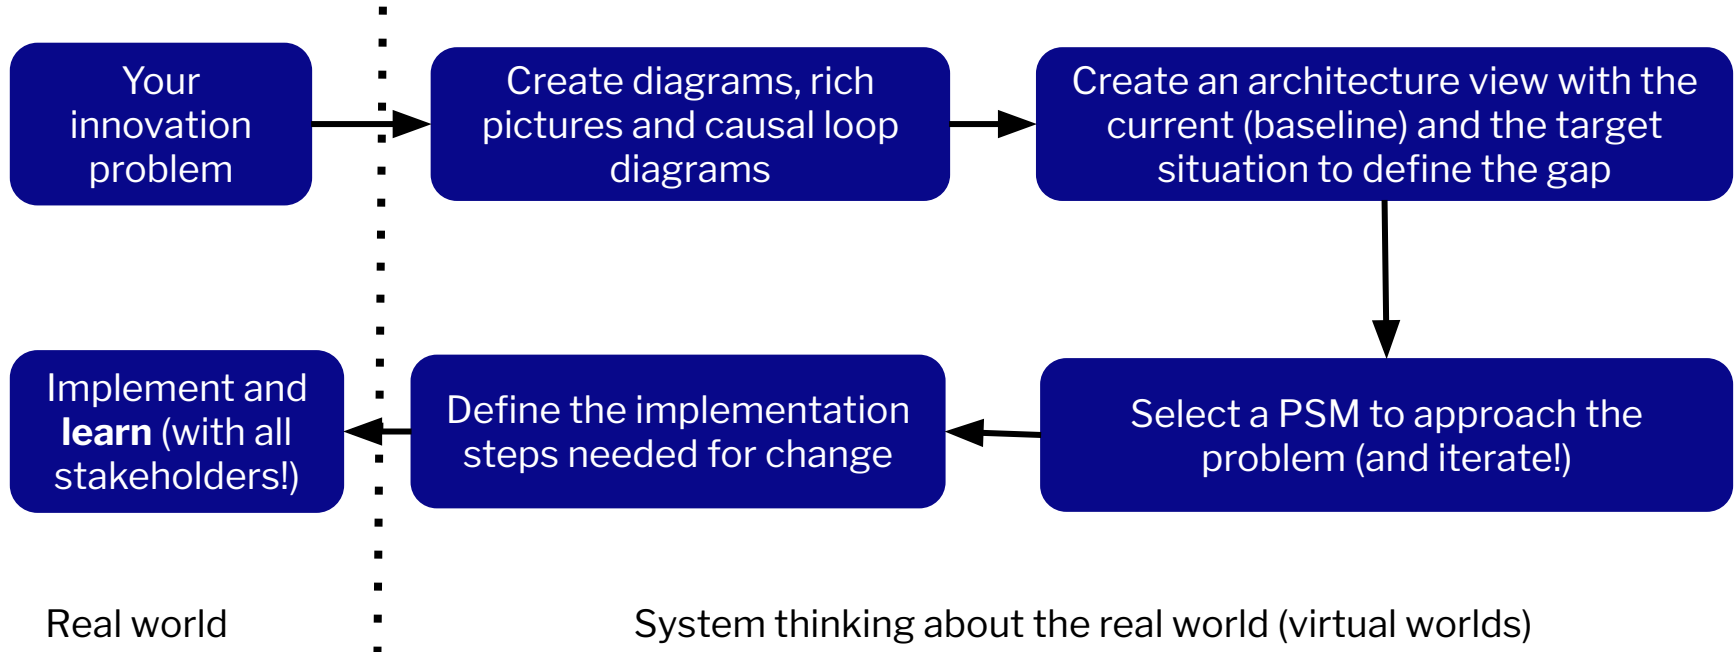 Your
innovation
problem
Create diagrams, rich
pictures and causal loop
diagrams
Create an architecture view with the
current (baseline) and the target
situation to define the gap
Select a PSM to approach the
problem (and iterate!)
Define the implementation
steps needed for change
Implement and
learn (with all
stakeholders!)
Real world
System thinking about the real world (virtual worlds)